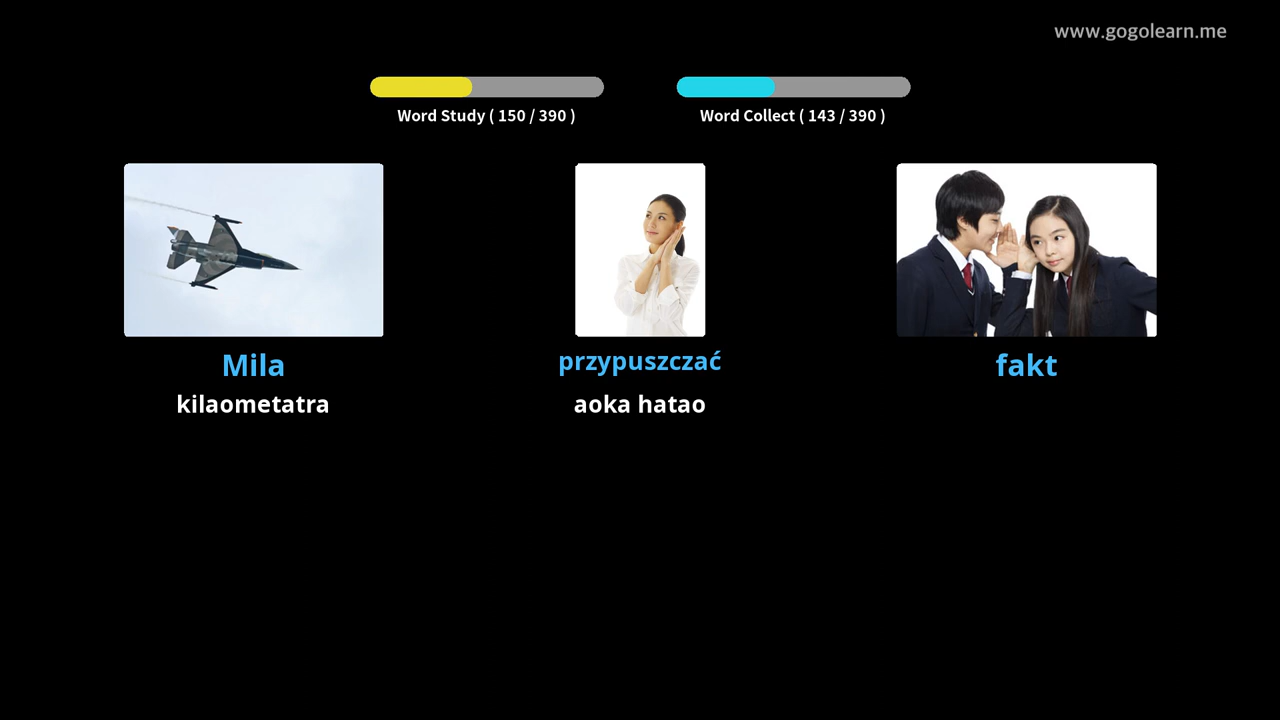 www.gogolearn.me
Word Study ( 150 / 390 )
Word Collect ( 143 / 390 )
Mila
kilaometatra
przypuszczać
aoka hatao
fakt